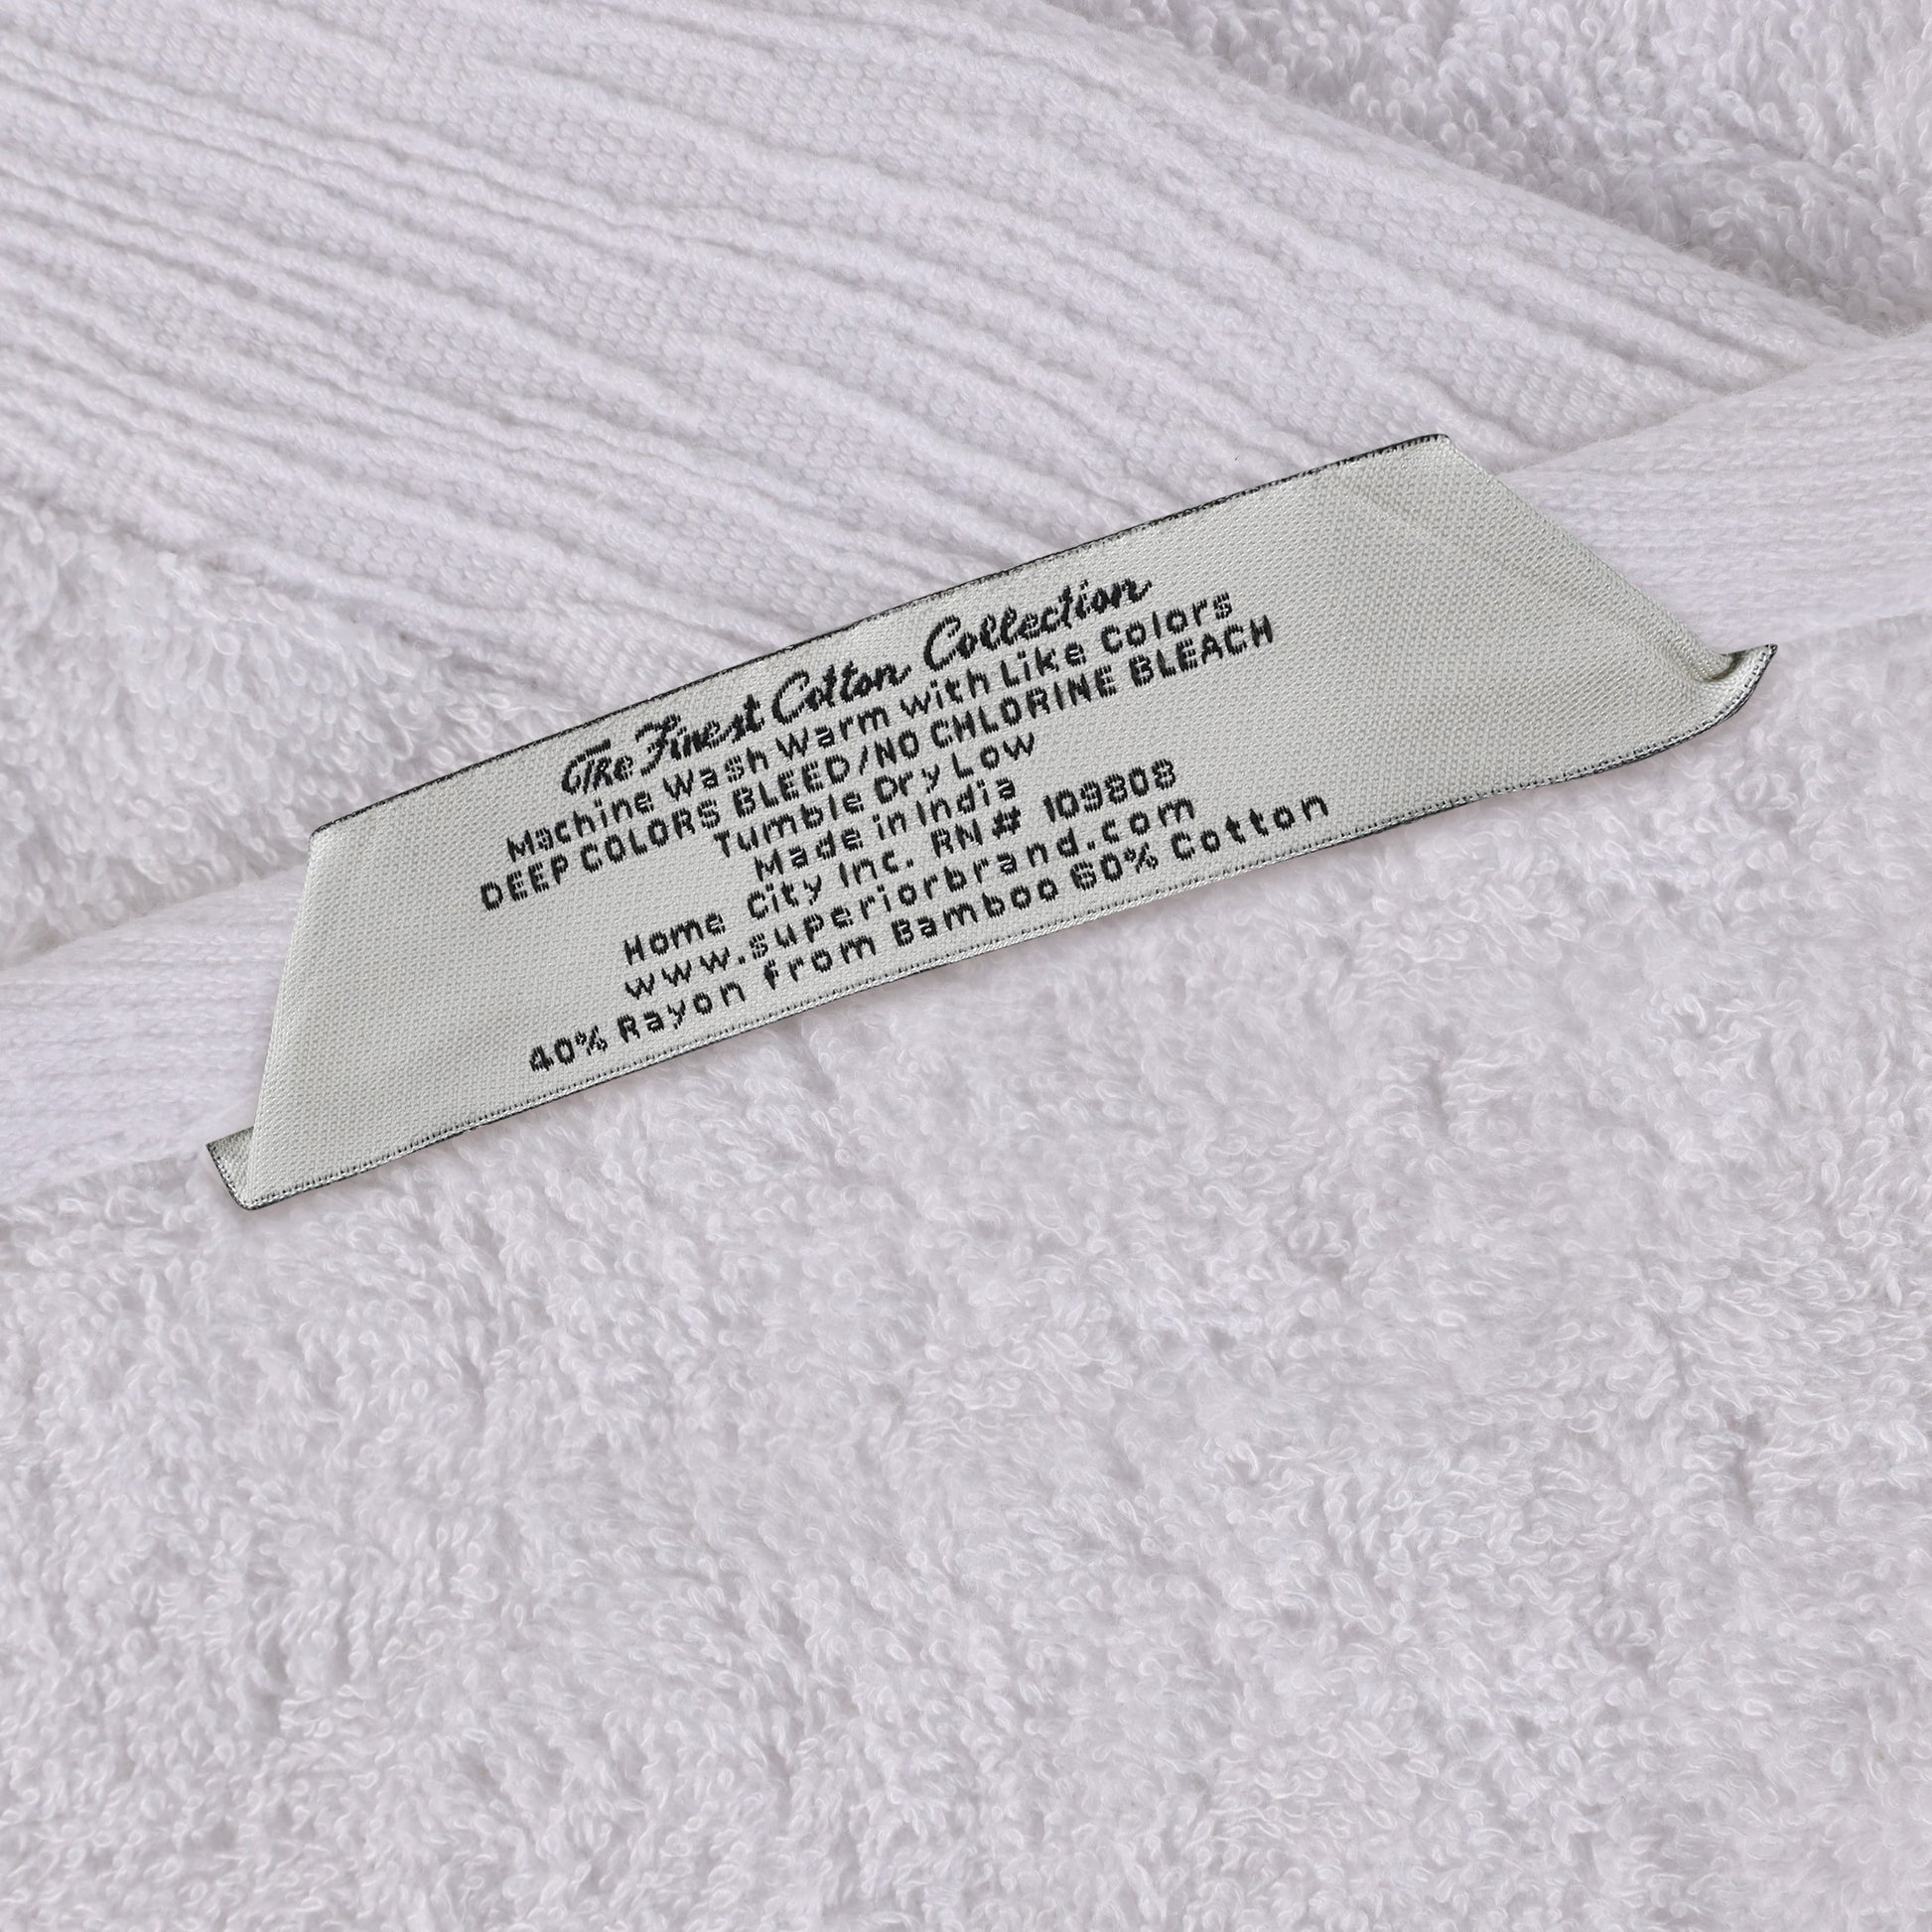 The Finest Cotton Collection
Machine Wash Warm with Like Colors
DEEP COLORS BLEED/NO CHLORINE BLEACH
Tumble Dry Low
Made in India
Home City Inc. RN# 109808
www.superiorbrand.com
40% Rayon from Bamboo 60% Cotton